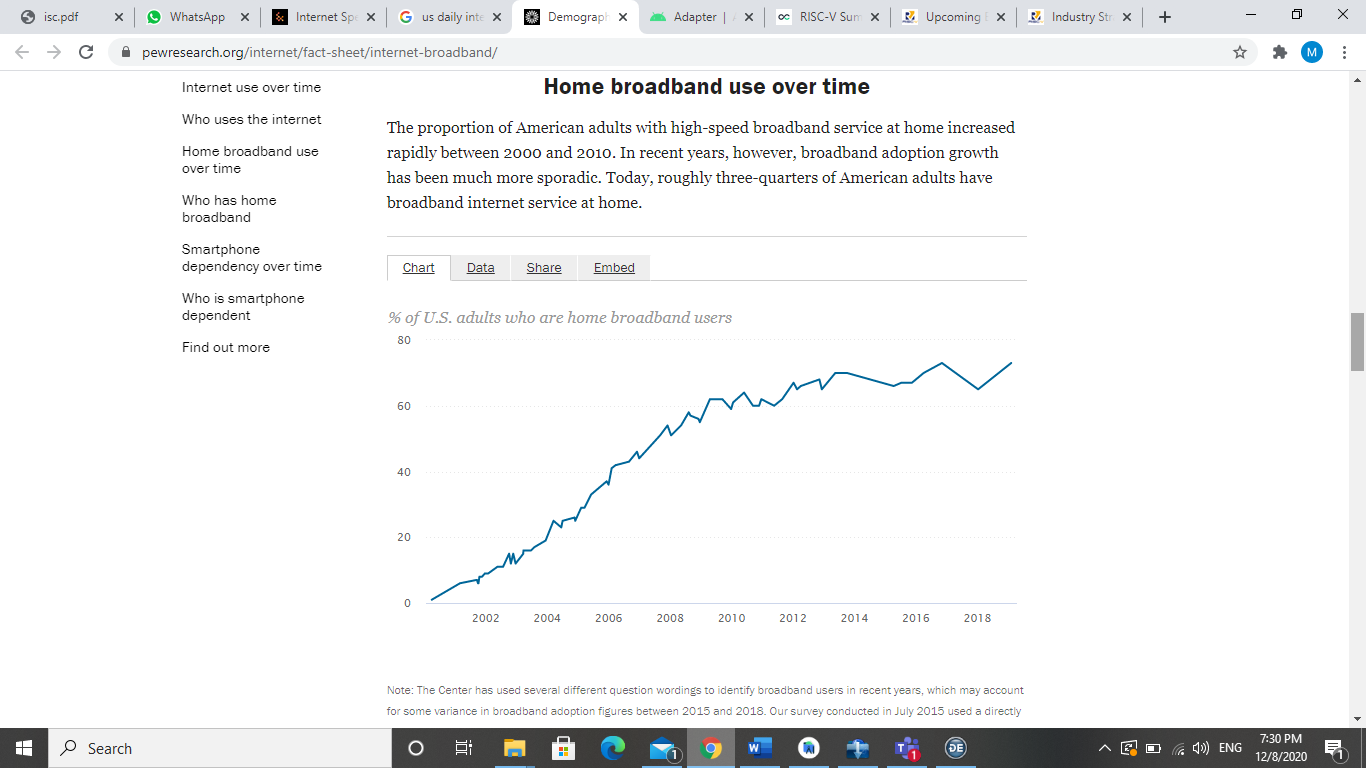 isc.pdf
WhatsApp
Internet Spe
us daily inte
Demograph
Adapter |
RISC-V Sum
Upcoming
Industry Str
pewresearch.org/internet/fact-sheet/internet-broadband/
M
Internet use over time
Who uses the internet
Home broadband use
over time
Who has home
broadband
Smartphone
dependency over time
Who is smartphone
dependent
Find out more
Home broadband use over time
The proportion of American adults with high-speed broadband service at home increased
rapidly between 2000 and 2010. In recent years, however, broadband adoption growth
has been much more sporadic. Today, roughly three-quarters of American adults have
broadband internet service at home.
Chart Data Share Embed
% of U.S. adults who are home broadband users
80
60
40
20
0
2002 2004 2006 2008 2010 2012 2014 2016 2018
Note: The Center has used several different question wordings to identify broadband users in recent years, which may account
for some variance in broadband adoption figures between 2015 and 2018. Our survey conducted in July 2015 used a directly
Search
1
1
DE
ENG
7:30 PM
12/8/2020
1